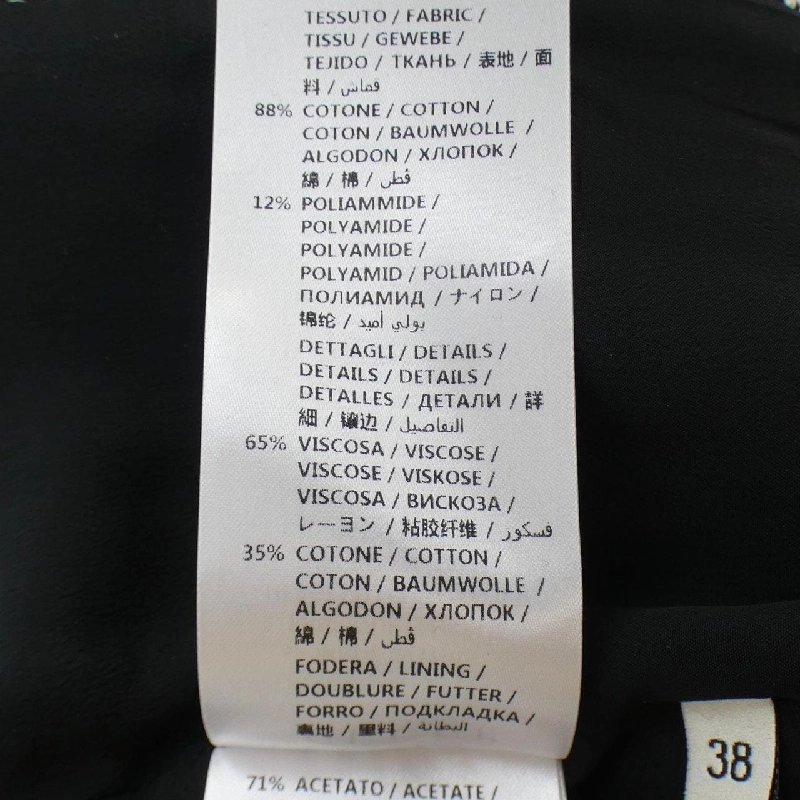 TESSUTO / FABRIC /
TISSU / GEWEBE /
TEJIDO / ТКАНЬ / 表地 / 面
料 / قماش
88% COTONE / COTTON /
COTON / BAUMWOLLE /
ALGODON / ХЛОПОК /
綿 / 棉 / قطن
12% POLIAMMIDE /
POLYAMIDE /
POLYAMIDE /
POLYAMID / POLIAMIDA /
ПОЛИАМИД / ナイロン /
锦纶 / بولي أميد
DETTAGLI / DETAILS /
DETAILS / DETAILS /
DETALLES / ДЕТАЛИ / 詳
細 / 镶边 / التفاصيل
65% VISCOSA / VISCOSE /
VISCOSE / VISKOSE /
VISCOSA / ВИСКОЗА /
レーヨン / 粘胶纤维 / فسكور
35% COTONE / COTTON /
COTON / BAUMWOLLE /
ALGODON / ХЛОПОК /
綿 / 棉 / قطن
FODERA / LINING /
DOUBLURE / FUTTER /
FORRO / ПОДКЛАДКА /
裏地 / 里料 / البطانة
71% ACETATO / ACETATE /
38